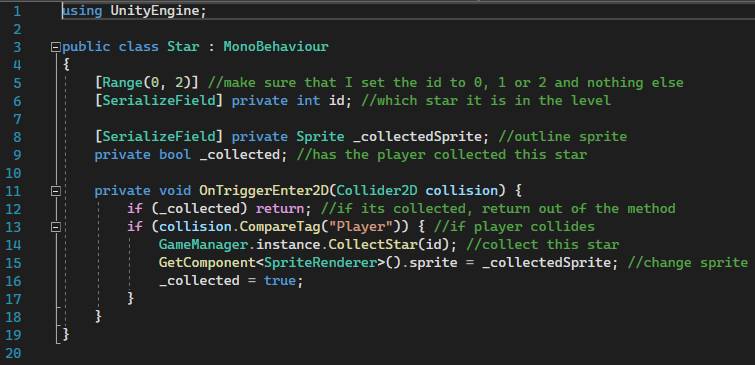 1 using UnityEngine;
2
3 public class Star : MonoBehaviour
4 {
5 [Range(0, 2)] //make sure that I set the id to 0, 1 or 2 and nothing else
6 [SerializeField] private int id; //which star it is in the level
7
8 [SerializeField] private Sprite _collectedSprite; //outline sprite
9 private bool _collected; //has the player collected this star
10
11 private void OnTriggerEnter2D(Collider2D collision) {
12 if (_collected) return; //if its collected, return out of the method
13 if (collision.CompareTag("Player")) { //if player collides
14 GameManager.instance.CollectStar(id); //collect this star
15 GetComponent<SpriteRenderer>().sprite = _collectedSprite; //change sprite
16 _collected = true;
17 }
18 }
19 }
20